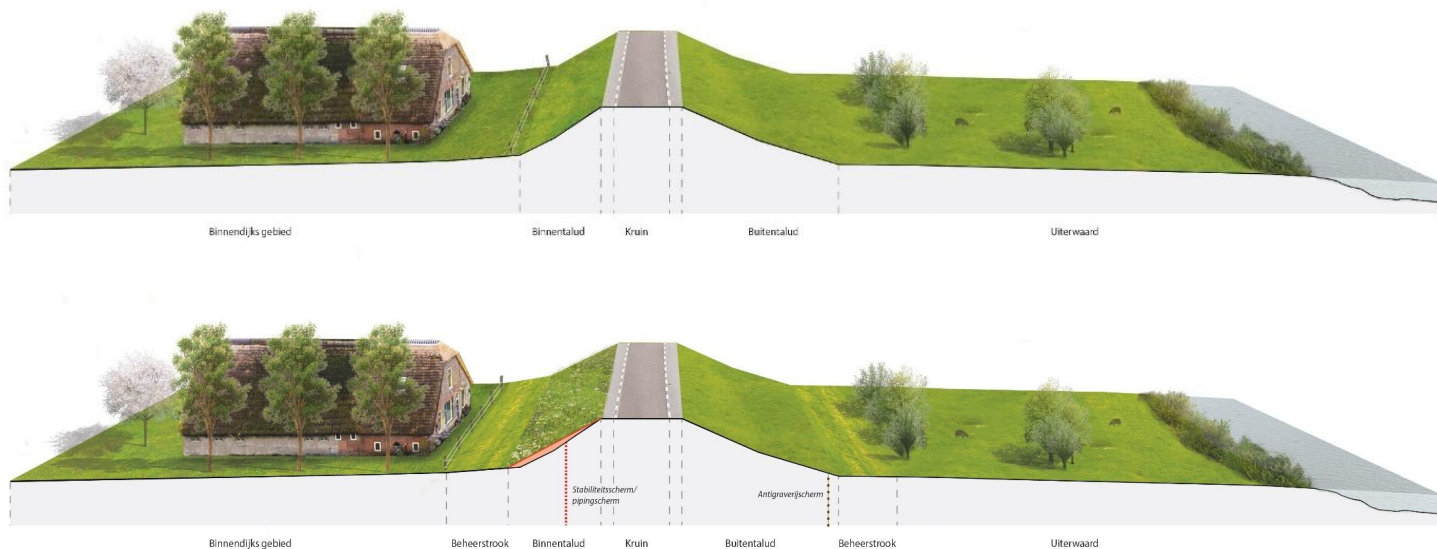 Binnendijks gebied
Binnentalud
Kruin
Buitentalud
Uiterwaard
Stabiliteitsscherm/
pipingscherm
Antigraverijscherm
Binnendijks gebied
Beheerstrook
Binnentalud
Kruin
Buitentalud
Beheerstrook
Uiterwaard